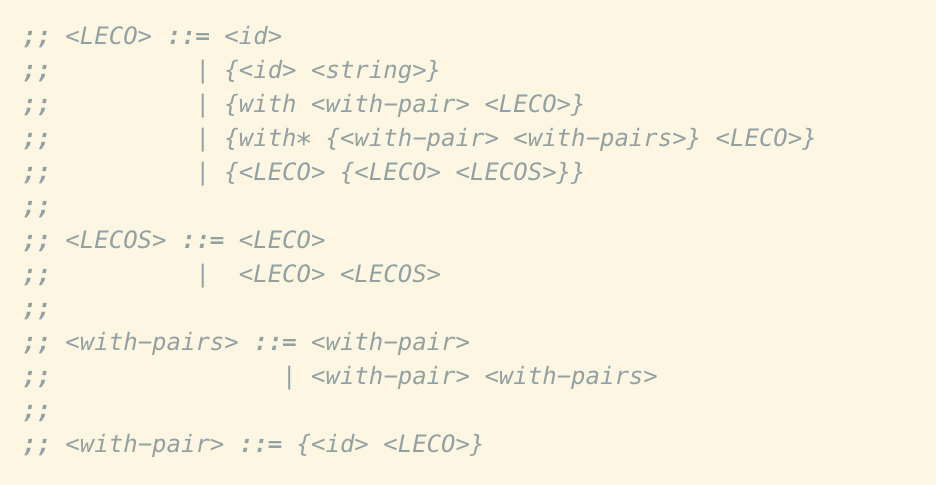 ;; <LECO> ::= <id>
;;          | {<id> <string>}
;;          | {with <with-pair> <LECO>}
;;          | {with* {<with-pair> <with-pairs>} <LECO>}
;;          | {<LECO> {<LECO> <LECOS>}}
;;
;; <LECOS> ::= <LECO>
;;          |  <LECO> <LECOS>
;;
;; <with-pairs> ::= <with-pair>
;;                | <with-pair> <with-pairs>
;;
;; <with-pair> ::= {<id> <LECO>}